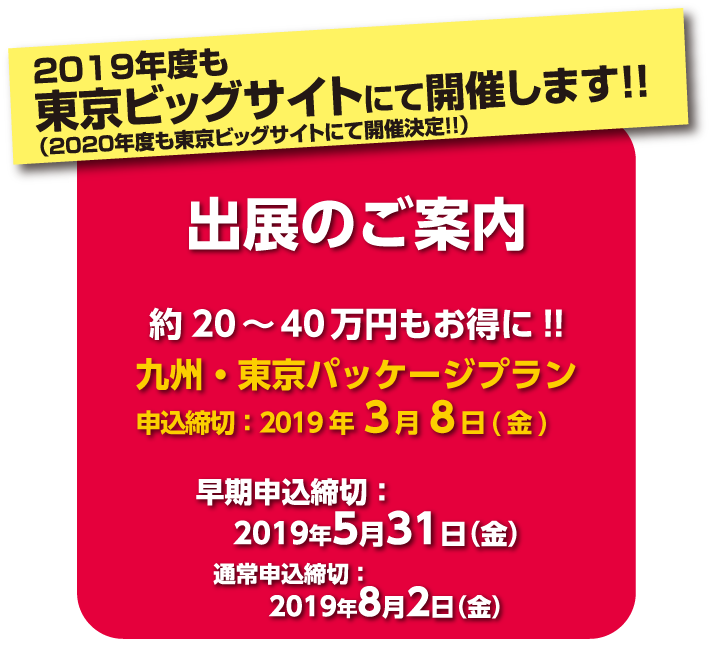 2019年度も
東京ビッグサイトにて開催します!!
（2020年度も東京ビッグサイトにて開催決定!!）
出展のご案内
約 20 ～ 40 万円もお得に !!
九州・東京パッケージプラン
申込締切：2019 年 3 月 8 日 ( 金 )
早期申込締切：
2019年5月31日（金）
通常申込締切：
2019年8月2日（金）